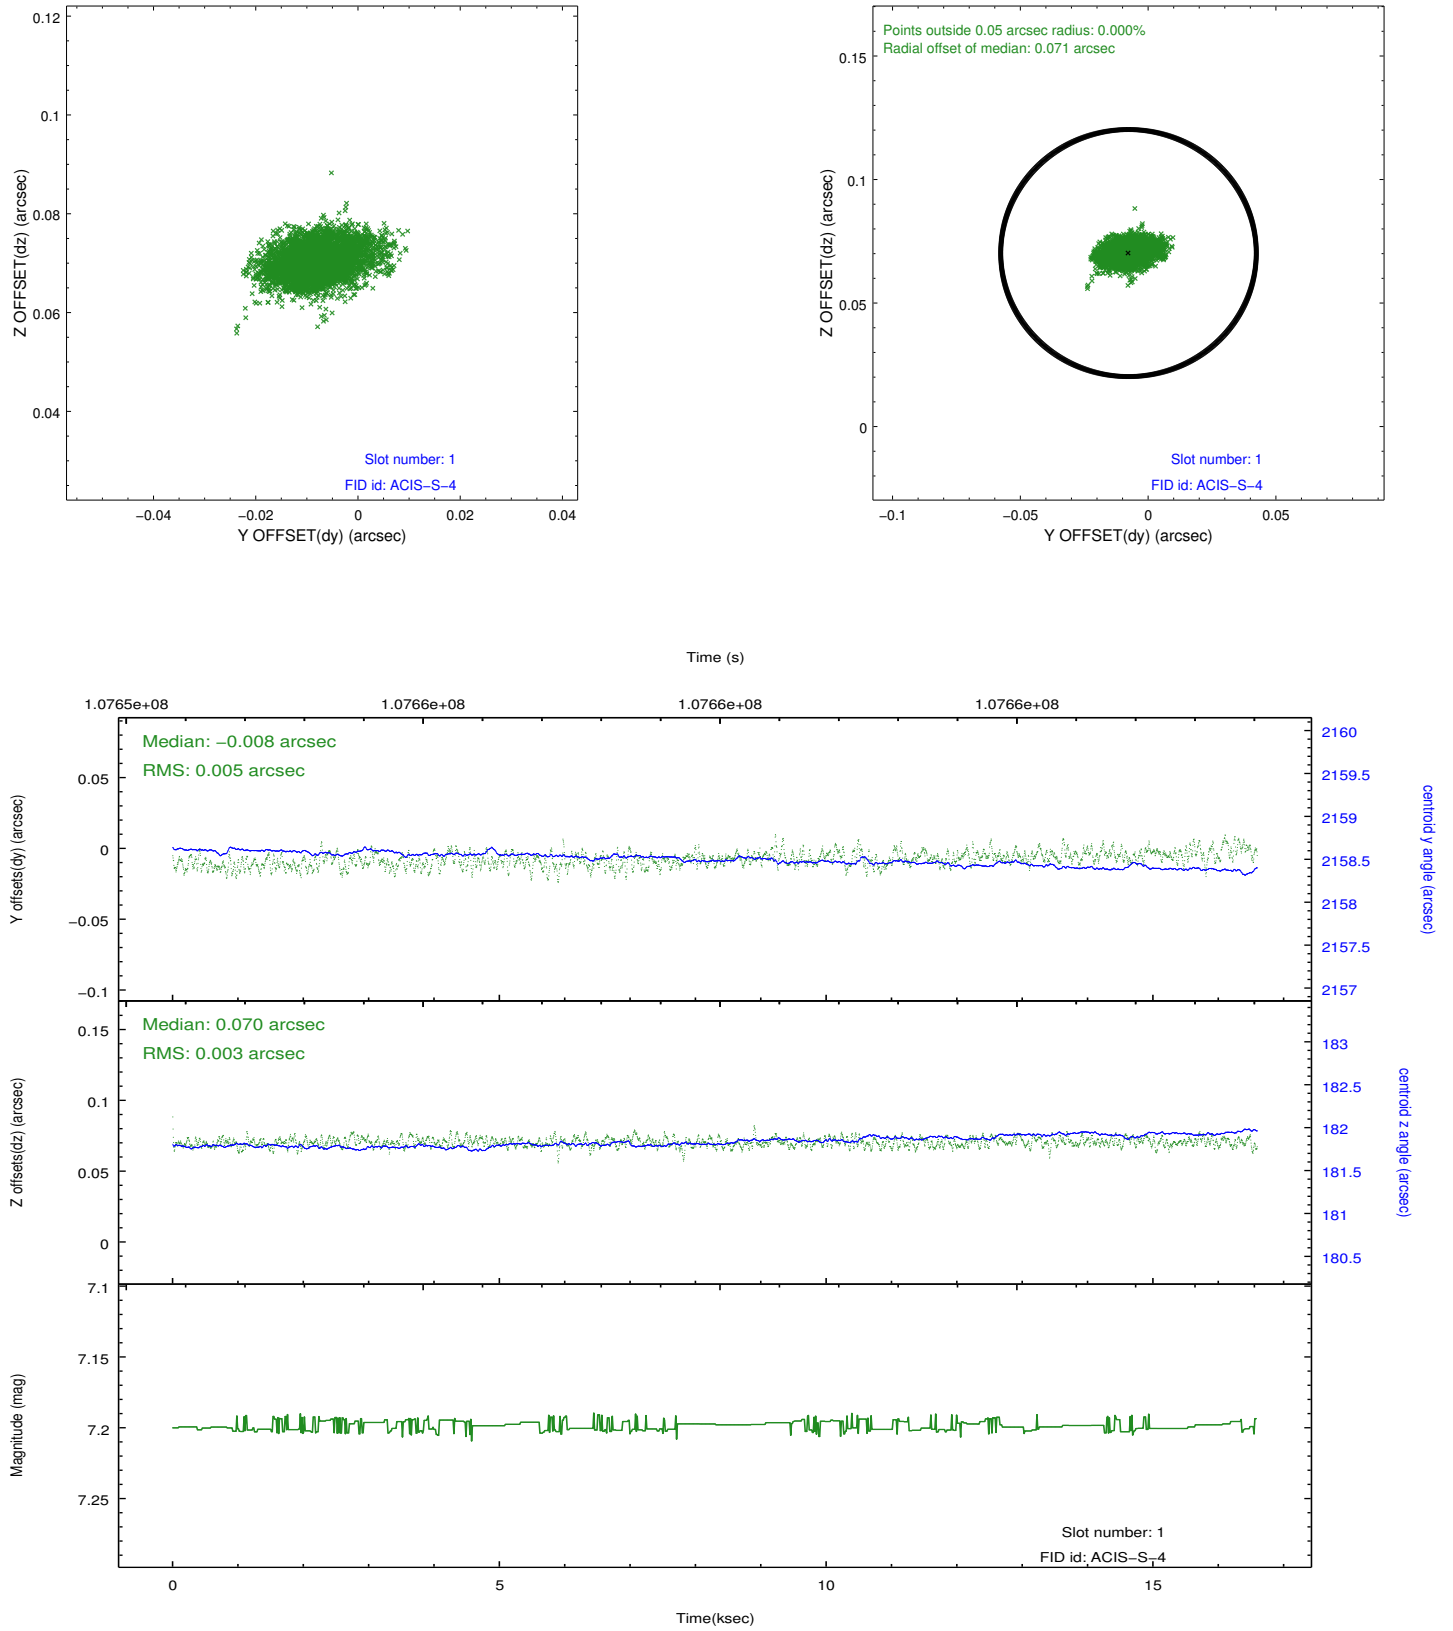 0.12
0.1
0.08
0.06
0.04
Z OFFSET(dz) (arcsec)
Slot number: 1
FID id: ACIS−S−4
−0.04
−0.02
0
0.02
0.04
Y OFFSET(dy) (arcsec)
Points outside 0.05 arcsec radius: 0.000%
Radial offset of median: 0.071 arcsec
0.15
0.1
0.05
0
Z OFFSET(dz) (arcsec)
Slot number: 1
FID id: ACIS−S−4
−0.1
−0.05
0
0.05
Y OFFSET(dy) (arcsec)
Time (s)
1.0765e+08
1.0766e+08
1.0766e+08
1.0766e+08
Median: −0.008 arcsec
RMS: 0.005 arcsec
0.05
0
−0.05
−0.1
Y offsets(dy) (arcsec)
2160
2159.5
2159
2158.5
2158
2157.5
2157
centroid y angle (arcsec)
Median: 0.070 arcsec
RMS: 0.003 arcsec
0.15
0.1
0.05
0
Z offsets(dz) (arcsec)
183
182.5
182
181.5
181
180.5
centroid z angle (arcsec)
7.1
7.15
7.2
7.25
Magnitude (mag)
Slot number: 1
FID id: ACIS−S−4
0
5
10
15
Time(ksec)